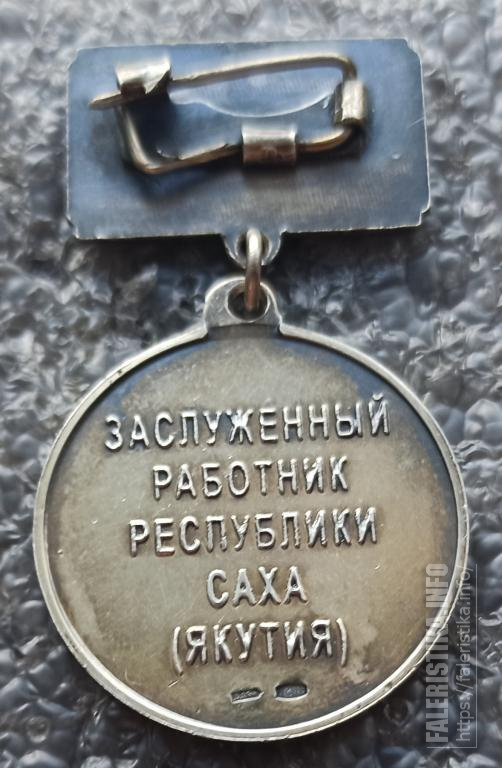 ЗАСЛУЖЕННЫЙ
РАБОТНИК
РЕСПУБЛИКИ
САХА
(ЯКУТИЯ)
FALERISTIKA.INFO
https://faleristika.info/